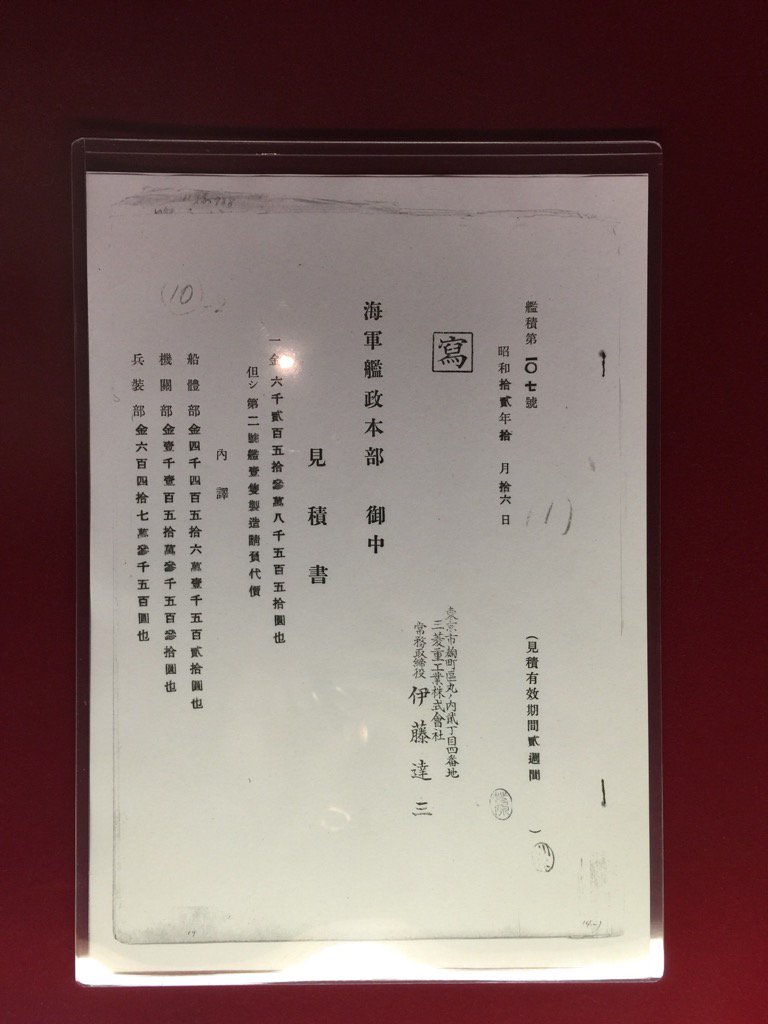 艦積第一〇七號
(見積有效期間貳週間)
昭和拾貳年拾月拾六日
(1)
寫
東京市麹町區丸ノ內貳丁目四番地
三菱重工業株式會社
常務取締役 伊藤達三
海軍艦政本部 御中
見積書
一金六千貳百五拾參萬八千五百五拾圓也
但シ第二號艦壹隻製造請負代價
內譯
船體部金四千四百五拾六萬壹千五百貳拾圓也
機關部金壹千壹百五拾萬參千五百參拾圓也
兵裝部金六百四拾七萬參千五百圓也
(10)